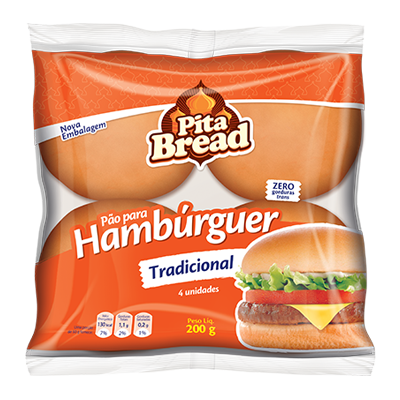 Nova
Embalagem
Pita
Bread
ZERO
gorduras
trans
Pão para
Hambúrguer
Tradicional
4 unidades
Peso Líq.
200 g
130 kcal
1,1 g
0,2 g
7%
2%
1%